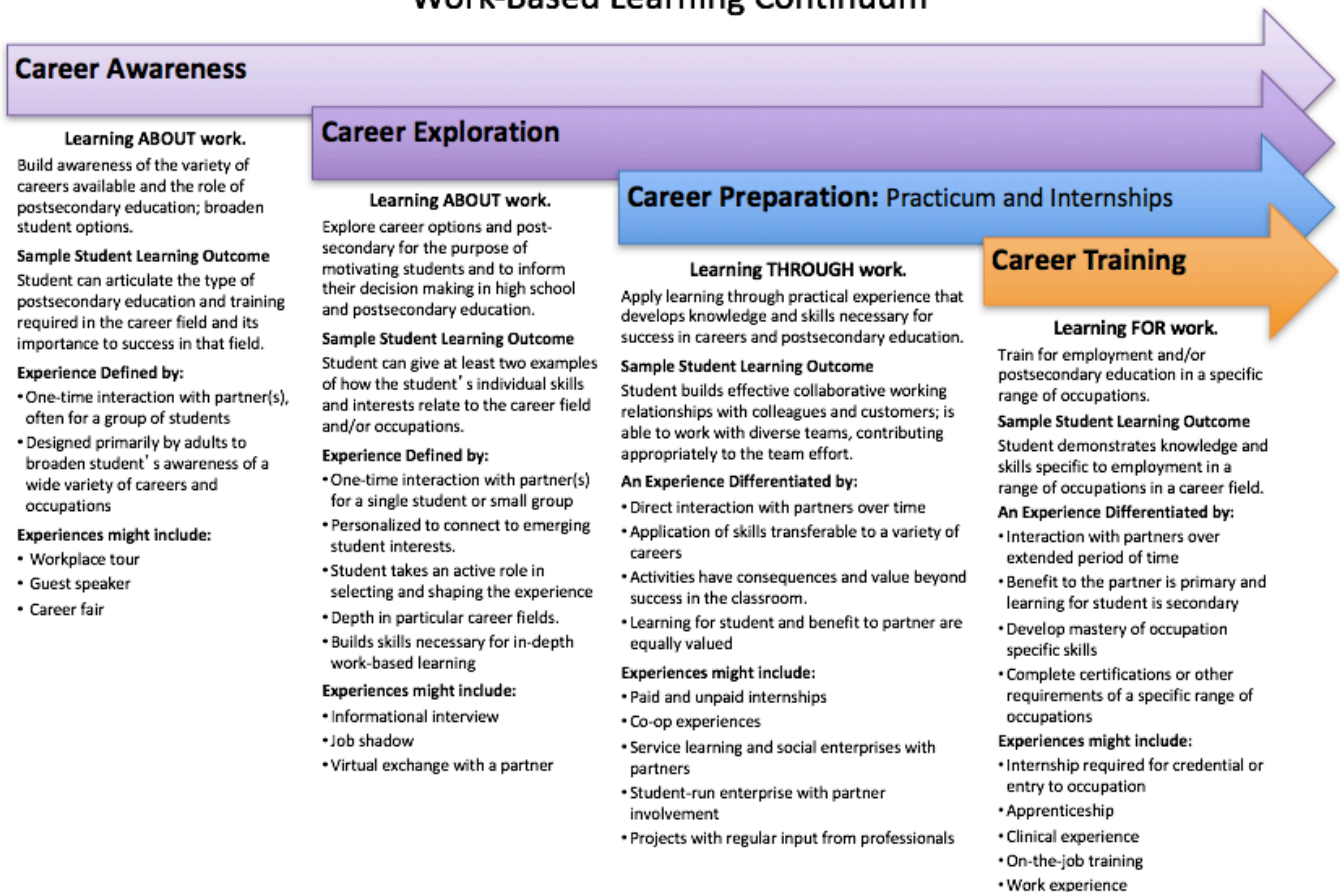 Work-Based Learning Continuum
Career Awareness
Learning ABOUT work.
Build awareness of the variety of
careers available and the role of
postsecondary education; broaden
student options.
Sample Student Learning Outcome
Student can articulate the type of
postsecondary education and training
required in the career field and its
importance to success in that field.
Experience Defined by:
• One-time interaction with partner(s),
often for a group of students
• Designed primarily by adults to
broaden student's awareness of a
wide variety of careers and
occupations
Experiences might include:
• Workplace tour
• Guest speaker
• Career fair
Career Exploration
Learning ABOUT work.
Explore career options and post-
secondary for the purpose of
motivating students and to inform
their decision making in high school
and postsecondary education.
Sample Student Learning Outcome
Student can give at least two examples
of how the student's individual skills
and interests relate to the career field
and/or occupations.
Experience Defined by:
• One-time interaction with partner(s)
for a single student or small group
• Personalized to connect to emerging
student interests.
• Student takes an active role in
selecting and shaping the experience
• Depth in particular career fields.
• Builds skills necessary for in-depth
work-based learning
Experiences might include:
• Informational interview
• Job shadow
• Virtual exchange with a partner
Career Preparation: Practicum and Internships
Learning THROUGH work.
Apply learning through practical experience that
develops knowledge and skills necessary for
success in careers and postsecondary education.
Sample Student Learning Outcome
Student builds effective collaborative working
relationships with colleagues and customers; is
able to work with diverse teams, contributing
appropriately to the team effort.
An Experience Differentiated by:
• Direct interaction with partners over time
• Application of skills transferable to a variety of
careers
• Activities have consequences and value beyond
success in the classroom.
• Learning for student and benefit to partner are
equally valued
Experiences might include:
• Paid and unpaid internships
• Co-op experiences
• Service learning and social enterprises with
partners
• Student-run enterprise with partner
involvement
• Projects with regular input from professionals
Career Training
Learning FOR work.
Train for employment and/or
postsecondary education in a specific
range of occupations.
Sample Student Learning Outcome
Student demonstrates knowledge and
skills specific to employment in a
range of occupations in a career field.
An Experience Differentiated by:
• Interaction with partners over
extended period of time
• Benefit to the partner is primary and
learning for student is secondary
• Develop mastery of occupation
specific skills
• Complete certifications or other
requirements of a specific range of
occupations
Experiences might include:
• Internship required for credential or
entry to occupation
• Apprenticeship
• Clinical experience
• On-the-job training
• Work experience